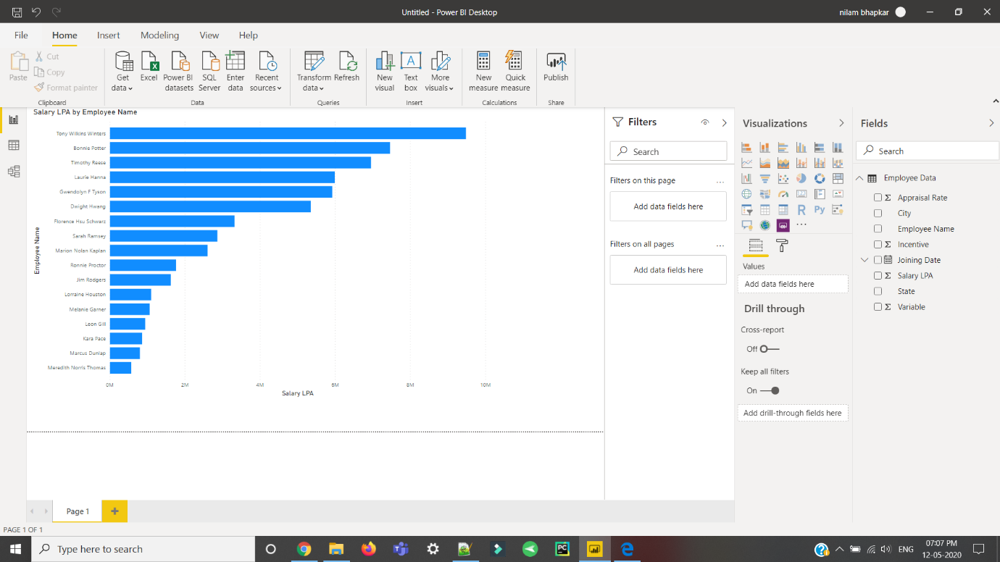 Untitled - Power BI Desktop
nilam bhapkar
File Home Insert Modeling View Help
Paste
Cut
Copy
Format painter
Clipboard
Get data
Excel
Power BI datasets
SQL Server
Enter data
Recent sources
Data
Transform data
Refresh
Queries
New visual
Text box
More visuals
Insert
New measure
Quick measure
Calculations
Publish
Share
Salary LPA by Employee Name
Employee Name
Tony Wilkins Winters
Bonnie Potter
Timothy Reese
Laurie Hanna
Gwendolyn F Tyson
Dwight Hwang
Florence Hsu Schwarz
Sarah Ramsey
Marion Nolan Kaplan
Ronnie Proctor
Jim Rodgers
Lorraine Houston
Melanie Garner
Leon Gill
Kara Pace
Marcus Dunlap
Meredith Norris Thomas
0M 2M 4M 6M 8M 10M
Salary LPA
Filters
Search
Filters on this page
...
Add data fields here
Filters on all pages
...
Add data fields here
Visualizations
123
R Py
...
Values
Add data fields here
Drill through
Cross-report
Off
Keep all filters
On
Add drill-through fields here
Fields
Search
Employee Data
Σ Appraisal Rate
City
Employee Name
Σ Incentive
Joining Date
Σ Salary LPA
State
Σ Variable
Page 1
+
PAGE 1 OF 1
Type here to search
PC
ENG
07:07 PM
12-05-2020